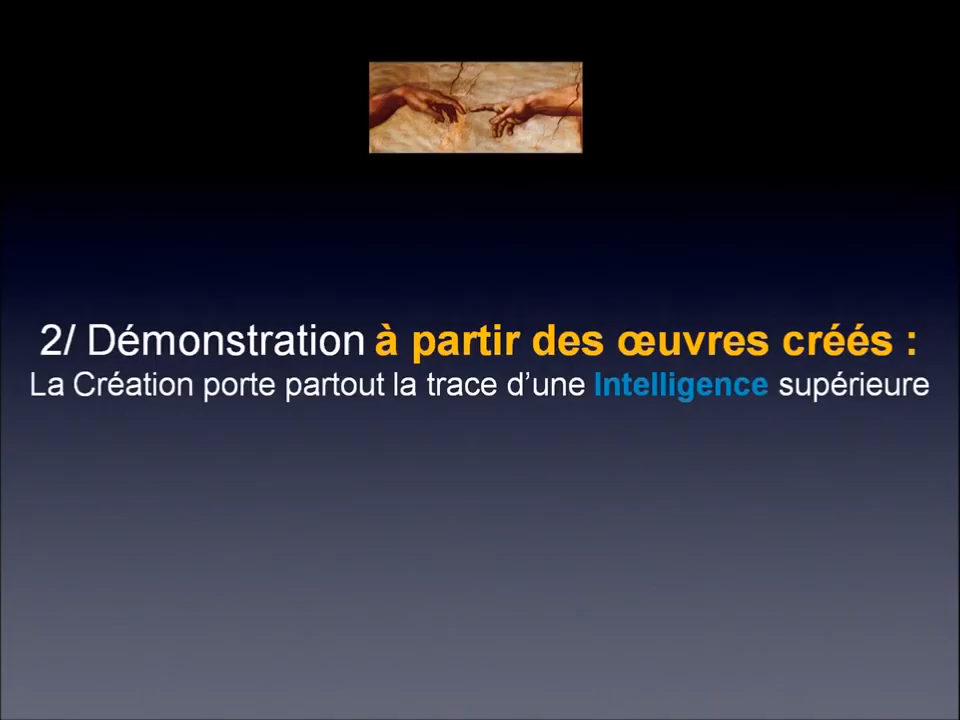 2/ Démonstration à partir des œuvres créés :
La Création porte partout la trace d’une Intelligence supérieure